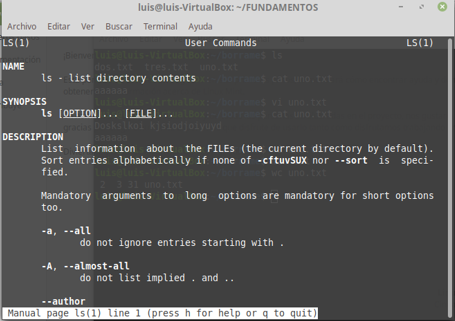 luis@luis-VirtualBox: ~/FUNDAMENTOS
Archivo Editar Ver Buscar Terminal Ayuda
LS(1) User Commands LS(1)
NAME
ls - list directory contents
SYNOPSIS
ls [OPTION]... [FILE]...
DESCRIPTION
List information about the FILEs (the current directory by default).
Sort entries alphabetically if none of -cftuvSUX nor --sort is speci-
fied.
Mandatory arguments to long options are mandatory for short options
too.
-a, --all
do not ignore entries starting with .
-A, --almost-all
do not list implied . and ..
--author
Manual page ls(1) line 1 (press h for help or q to quit)